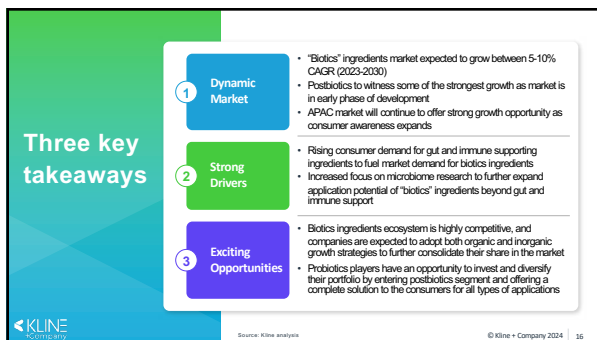 Three key
takeaways
1
Dynamic
Market
• "Biotics" ingredients market expected to grow between 5-10%
CAGR (2023-2030)
• Postbiotics to witness some of the strongest growth as market is
in early phase of development
• APAC market will continue to offer strong growth opportunity as
consumer awareness expands
2
Strong
Drivers
• Rising consumer demand for gut and immune supporting
ingredients to fuel market demand for biotics ingredients
• Increased focus on microbiome research to further expand
application potential of "biotics" ingredients beyond gut and
immune support
3
Exciting
Opportunities
• Biotics ingredients ecosystem is highly competitive, and
companies are expected to adopt both organic and inorganic
growth strategies to further consolidate their share in the market
• Probiotics players have an opportunity to invest and diversify
their portfolio by entering postbiotics segment and offering a
complete solution to the consumers for all types of applications
KLINE
+Company
Source: Kline analysis
© Kline + Company 2024 16